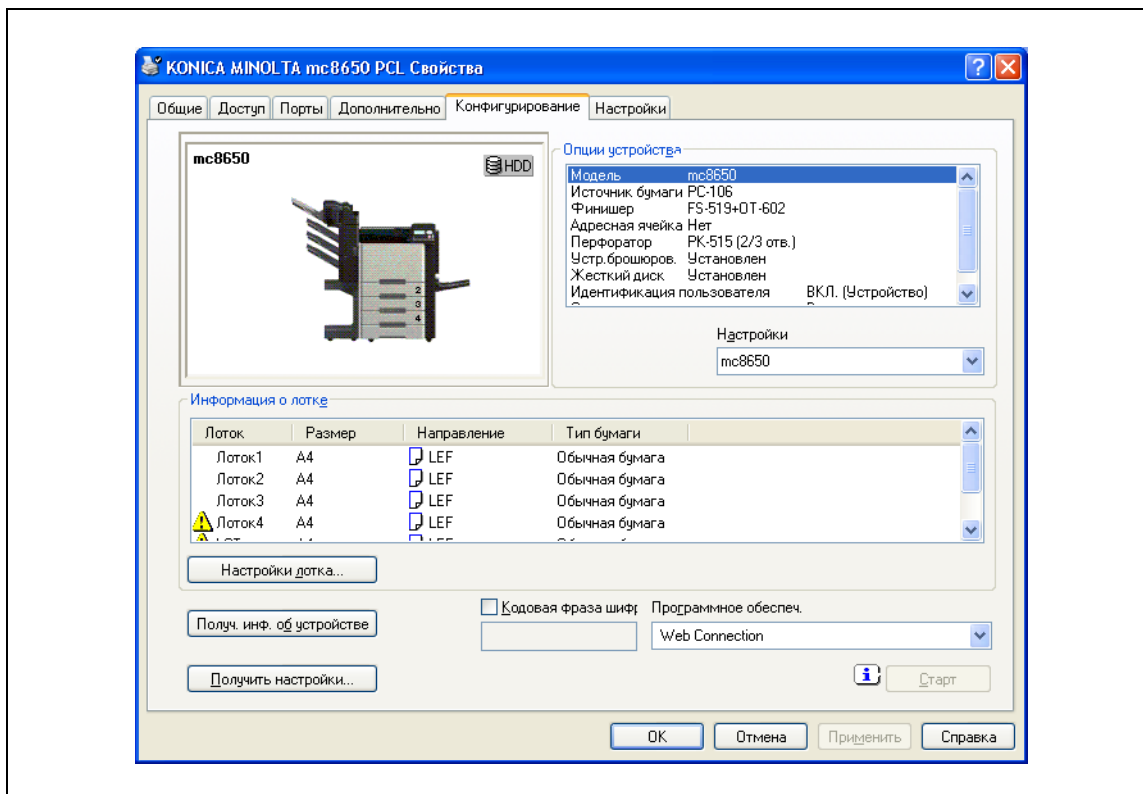 KONICA MINOLTA mc8650 PCL Свойства
Общие Доступ Порты Дополнительно Конфигурирование Настройки
mc8650
HDD
2
3
4
Опции устройства
Модель mc8650
Источник бумаги PC-106
Финишер FS-519+OT-602
Адресная ячейка Нет
Перфоратор PK-515 (2/3 отв.)
Устр.брошюров. Установлен
Жесткий диск Установлен
Идентификация пользователя ВКЛ. (Устройство)
Настройки
mc8650
Информация о лотке
Лоток Размер Направление Тип бумаги
Лоток1 A4 LEF Обычная бумага
Лоток2 A4 LEF Обычная бумага
Лоток3 A4 LEF Обычная бумага
Лоток4 A4 LEF Обычная бумага
Настройки лотка...
Получ. инф. об устройстве
Кодовая фраза шифр
Программное обеспеч.
Web Connection
Получить настройки...
Старт
OK Отмена Применить Справка